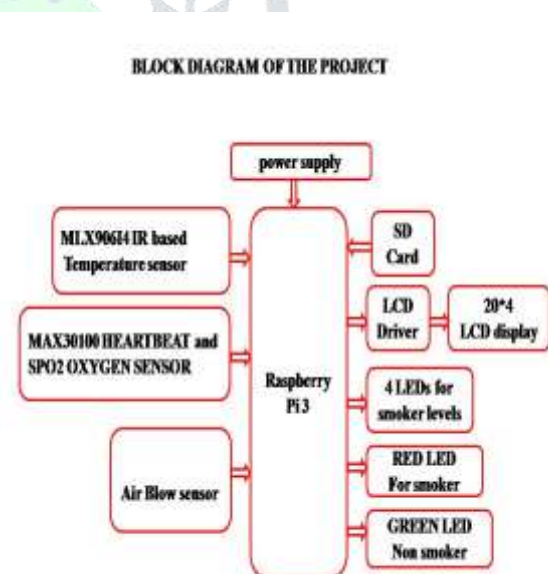 BLOCK DIAGRAM OF THE PROJECT
power supply
MLX90614 IR based
Temperature sensor
SD
Card
LCD
Driver
20*4
LCD display
MAX30100 HEARTBEAT and
SPO2 OXYGEN SENSOR
Raspberry
Pi 3
4 LEDs for
smoker levels
RED LED
For smoker
Air Blow sensor
GREEN LED
Non smoker